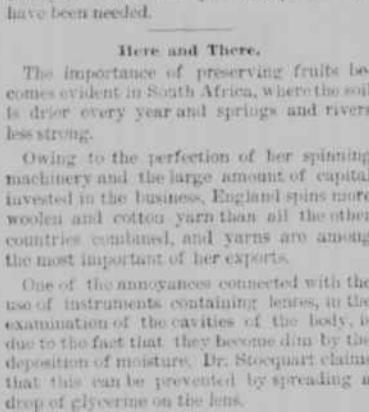 have been needed.
Here and There.
The importance of preserving fruits be-
comes evident in South Africa, where the soil
is drier every year and springs and rivers
less strong.
Owing to the perfection of her spinning
machinery and the large amount of capital
invested in the business, England spins more
woolen and cotton yarn than all the other
countries combined, and yarns are among
the most important of her exports.
One of the annoyances connected with the
use of instruments containing lenses, in the
examination of the cavities of the body, is
due to the fact that they become dim by the
deposition of moisture. Dr. Stocquart claims
that this can be prevented by spreading a
drop of glycerine on the lens.